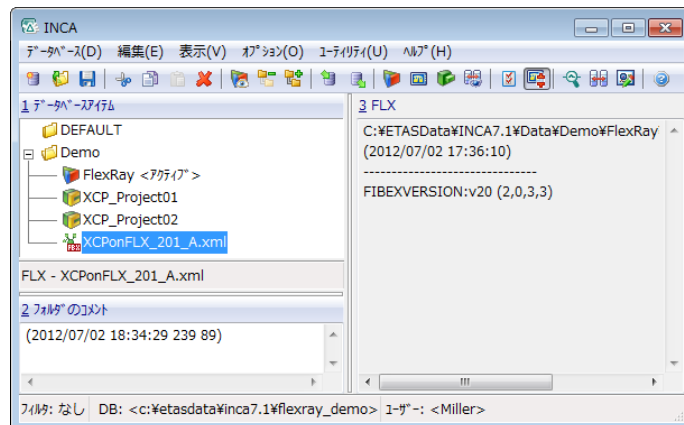 INCA
ﾃﾞｰﾀﾍﾞｰｽ(D) 編集(E) 表示(V) ｵﾌﾟｼｮﾝ(O) ﾕｰﾃｨﾘﾃｨ(U) ﾍﾙﾌﾟ(H)
1 ﾃﾞｰﾀﾍﾞｰｽｱｲﾃﾑ
DEFAULT
Demo
FlexRay <ｱｸﾃｨﾌﾞ>
XCP_Project01
XCP_Project02
XCPonFLX_201_A.xml
FLX - XCPonFLX_201_A.xml
2 ﾌｫﾙﾀﾞのｺﾒﾝﾄ
(2012/07/02 18:34:29 239 89)
3 FLX
C:¥ETASData¥INCA7.1¥Data¥Demo¥FlexRay
(2012/07/02 17:36:10)
-------------------------------
FIBEXVERSION:v20 (2,0,3,3)
ﾌｨﾙﾀ: なし DB: <c:¥etasdata¥inca7.1¥flexray_demo> ﾕｰｻﾞｰ: <Miller>